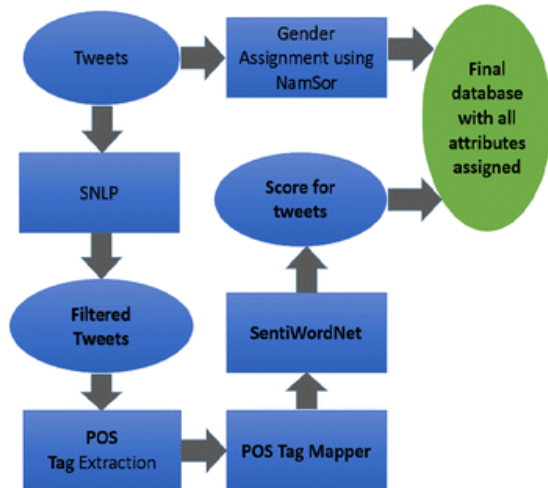 Tweets
Gender
Assignment using
NamSor
Final
database
with all
attributes
assigned
SNLP
Score for
tweets
Filtered
Tweets
SentiWordNet
POS
Tag Extraction
POS Tag Mapper